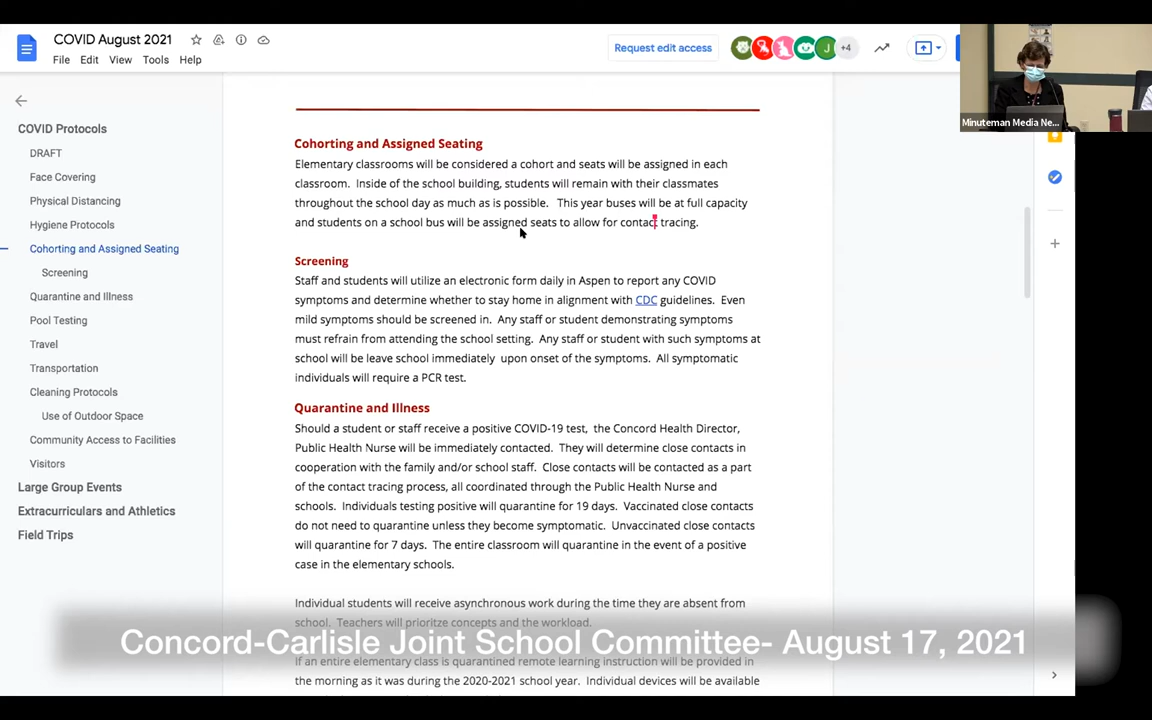 COVID August 2021
File Edit View Tools Help
Request edit access
J
+4
Minuteman Media Ne...
COVID Protocols
DRAFT
Face Covering
Physical Distancing
Hygiene Protocols
Cohorting and Assigned Seating
Screening
Quarantine and Illness
Pool Testing
Travel
Transportation
Cleaning Protocols
Use of Outdoor Space
Community Access to Facilities
Visitors
Large Group Events
Extracurriculars and Athletics
Field Trips
Cohorting and Assigned Seating
Elementary classrooms will be considered a cohort and seats will be assigned in each
classroom. Inside of the school building, students will remain with their classmates
throughout the school day as much as is possible. This year buses will be at full capacity
and students on a school bus will be assigned seats to allow for contact tracing.
Screening
Staff and students will utilize an electronic form daily in Aspen to report any COVID
symptoms and determine whether to stay home in alignment with CDC guidelines. Even
mild symptoms should be screened in. Any staff or student demonstrating symptoms
must refrain from attending the school setting. Any staff or student with such symptoms at
school will be leave school immediately upon onset of the symptoms. All symptomatic
individuals will require a PCR test.
Quarantine and Illness
Should a student or staff receive a positive COVID-19 test, the Concord Health Director,
Public Health Nurse will be immediately contacted. They will determine close contacts in
cooperation with the family and/or school staff. Close contacts will be contacted as a part
of the contact tracing process, all coordinated through the Public Health Nurse and
schools. Individuals testing positive will quarantine for 19 days. Vaccinated close contacts
do not need to quarantine unless they become symptomatic. Unvaccinated close contacts
will quarantine for 7 days. The entire classroom will quarantine in the event of a positive
case in the elementary schools.
Individual students will receive asynchronous work during the time they are absent from
school. Teachers will prioritize concepts and the workload.
Concord-Carlisle Joint School Committee- August 17, 2021
If an entire elementary class is quarantined remote learning instruction will be provided in
the morning as it was during the 2020-2021 school year. Individual devices will be available